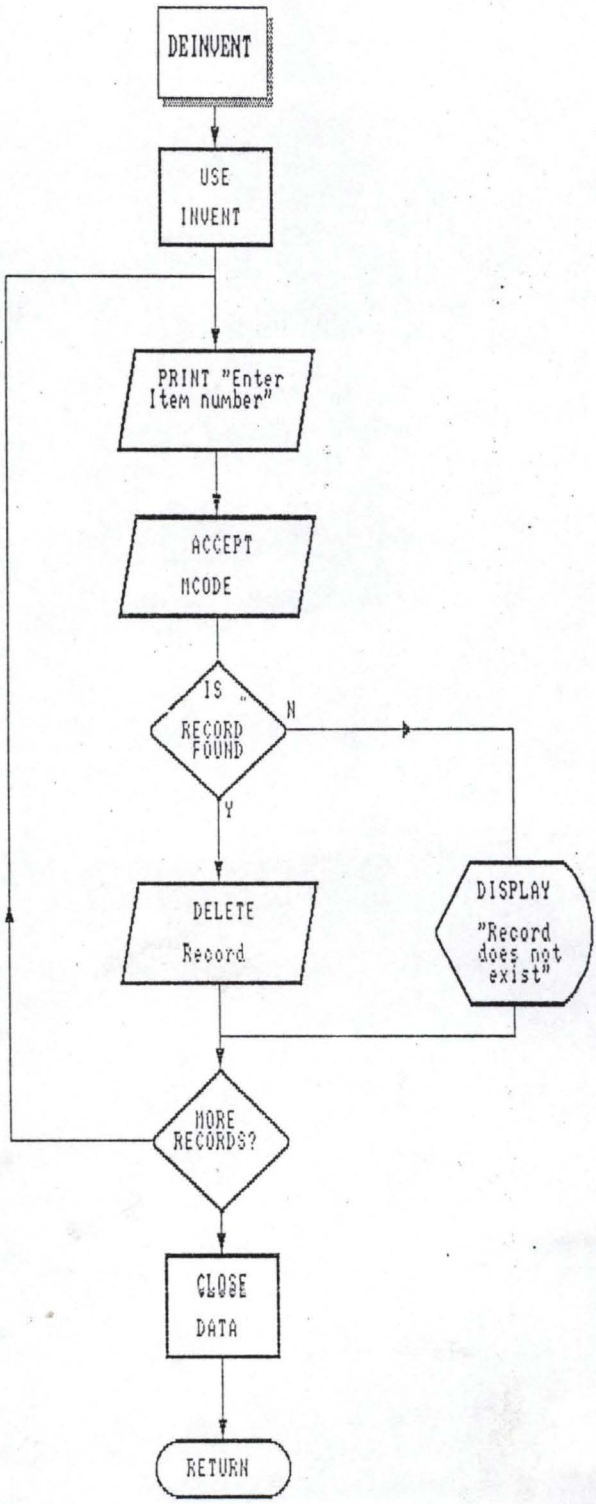 DEINVENT
USE
INVENT
PRINT "Enter
Item number"
ACCEPT
MCODE
IS
RECORD
FOUND
N
Y
DELETE
Record
DISPLAY
"Record
does not
exist"
MORE
RECORDS?
CLOSE
DATA
RETURN